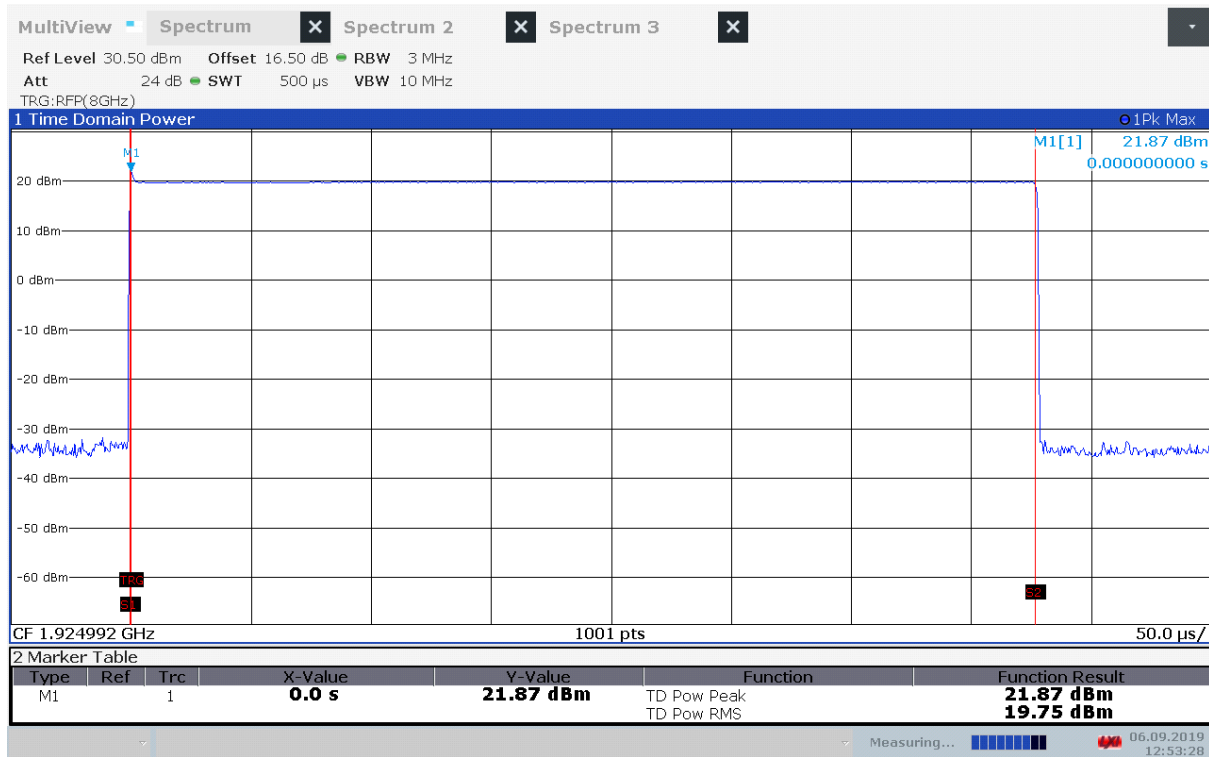 MultiView Spectrum X Spectrum 2 X Spectrum 3 X
Ref Level 30.50 dBm Offset 16.50 dB RBW 3 MHz
Att 24 dB SWT 500 µs VBW 10 MHz
TRG:RFP(8GHz)
1 Time Domain Power 1Pk Max
M1[1] 21.87 dBm
0.000000000 s
M1
20 dBm
10 dBm
0 dBm
-10 dBm
-20 dBm
-30 dBm
-40 dBm
-50 dBm
-60 dBm
TRG
S1 S2
CF 1.924992 GHz 1001 pts 50.0 µs/
2 Marker Table
Type Ref Trc X-Value Y-Value Function Function Result
M1 1 0.0 s 21.87 dBm TD Pow Peak 21.87 dBm
TD Pow RMS 19.75 dBm
Measuring... 06.09.2019
12:53:28